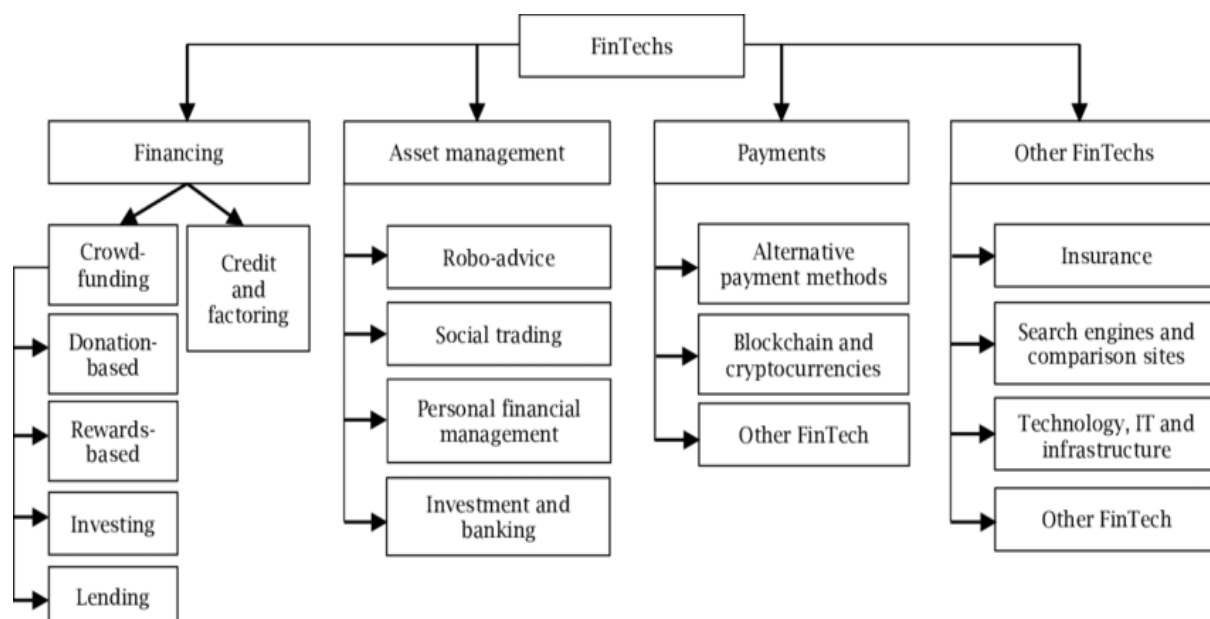 FinTechs
Financing
Asset management
Payments
Other FinTechs
Crowd-
funding
Credit
and
factoring
Donation-
based
Rewards-
based
Investing
Lending
Robo-advice
Social trading
Personal financial
management
Investment and
banking
Alternative
payment methods
Blockchain and
cryptocurrencies
Other FinTech
Insurance
Search engines and
comparison sites
Technology, IT and
infrastructure
Other FinTech